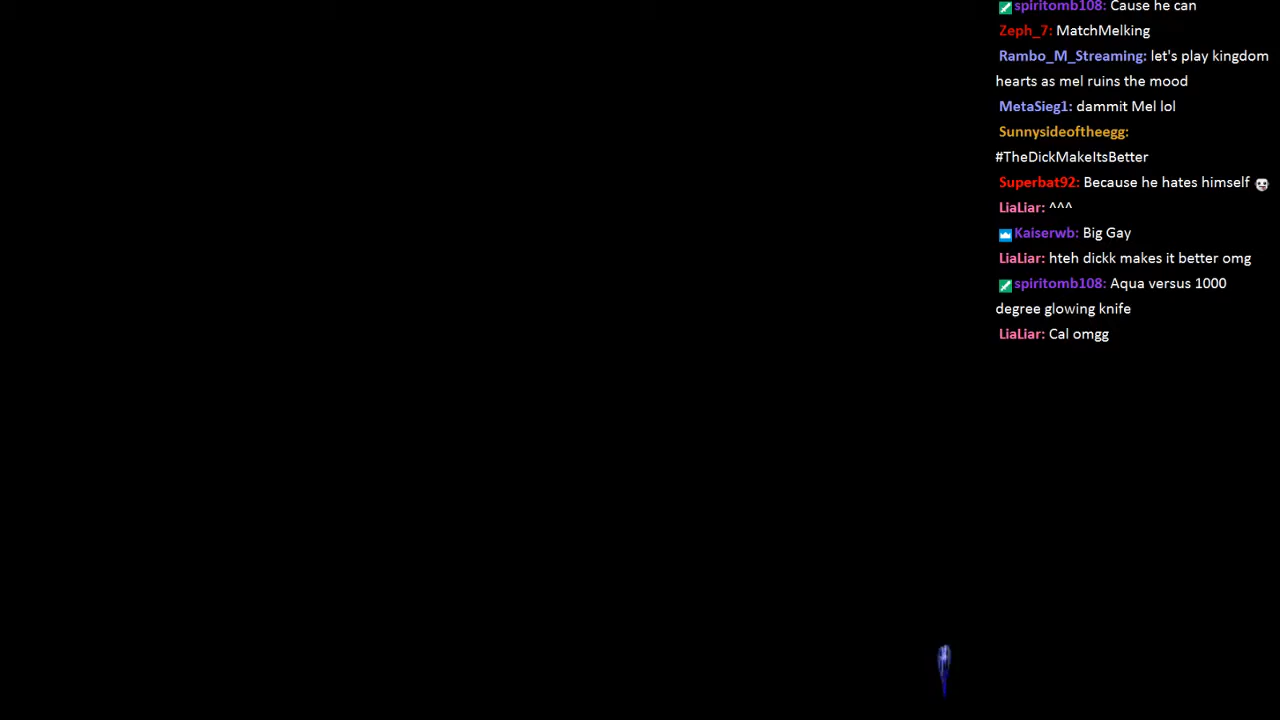 spiritomb108: Cause he can
Zeph_7: MatchMelking
Rambo_M_Streaming: let's play kingdom
hearts as mel ruins the mood
MetaSieg1: dammit Mel lol
Sunnysideoftheegg:
#TheDickMakeItsBetter
Superbat92: Because he hates himself
LiaLiar: ^^^
Kaiserwb: Big Gay
LiaLiar: hteh dickk makes it better omg
spiritomb108: Aqua versus 1000
degree glowing knife
LiaLiar: Cal omgg